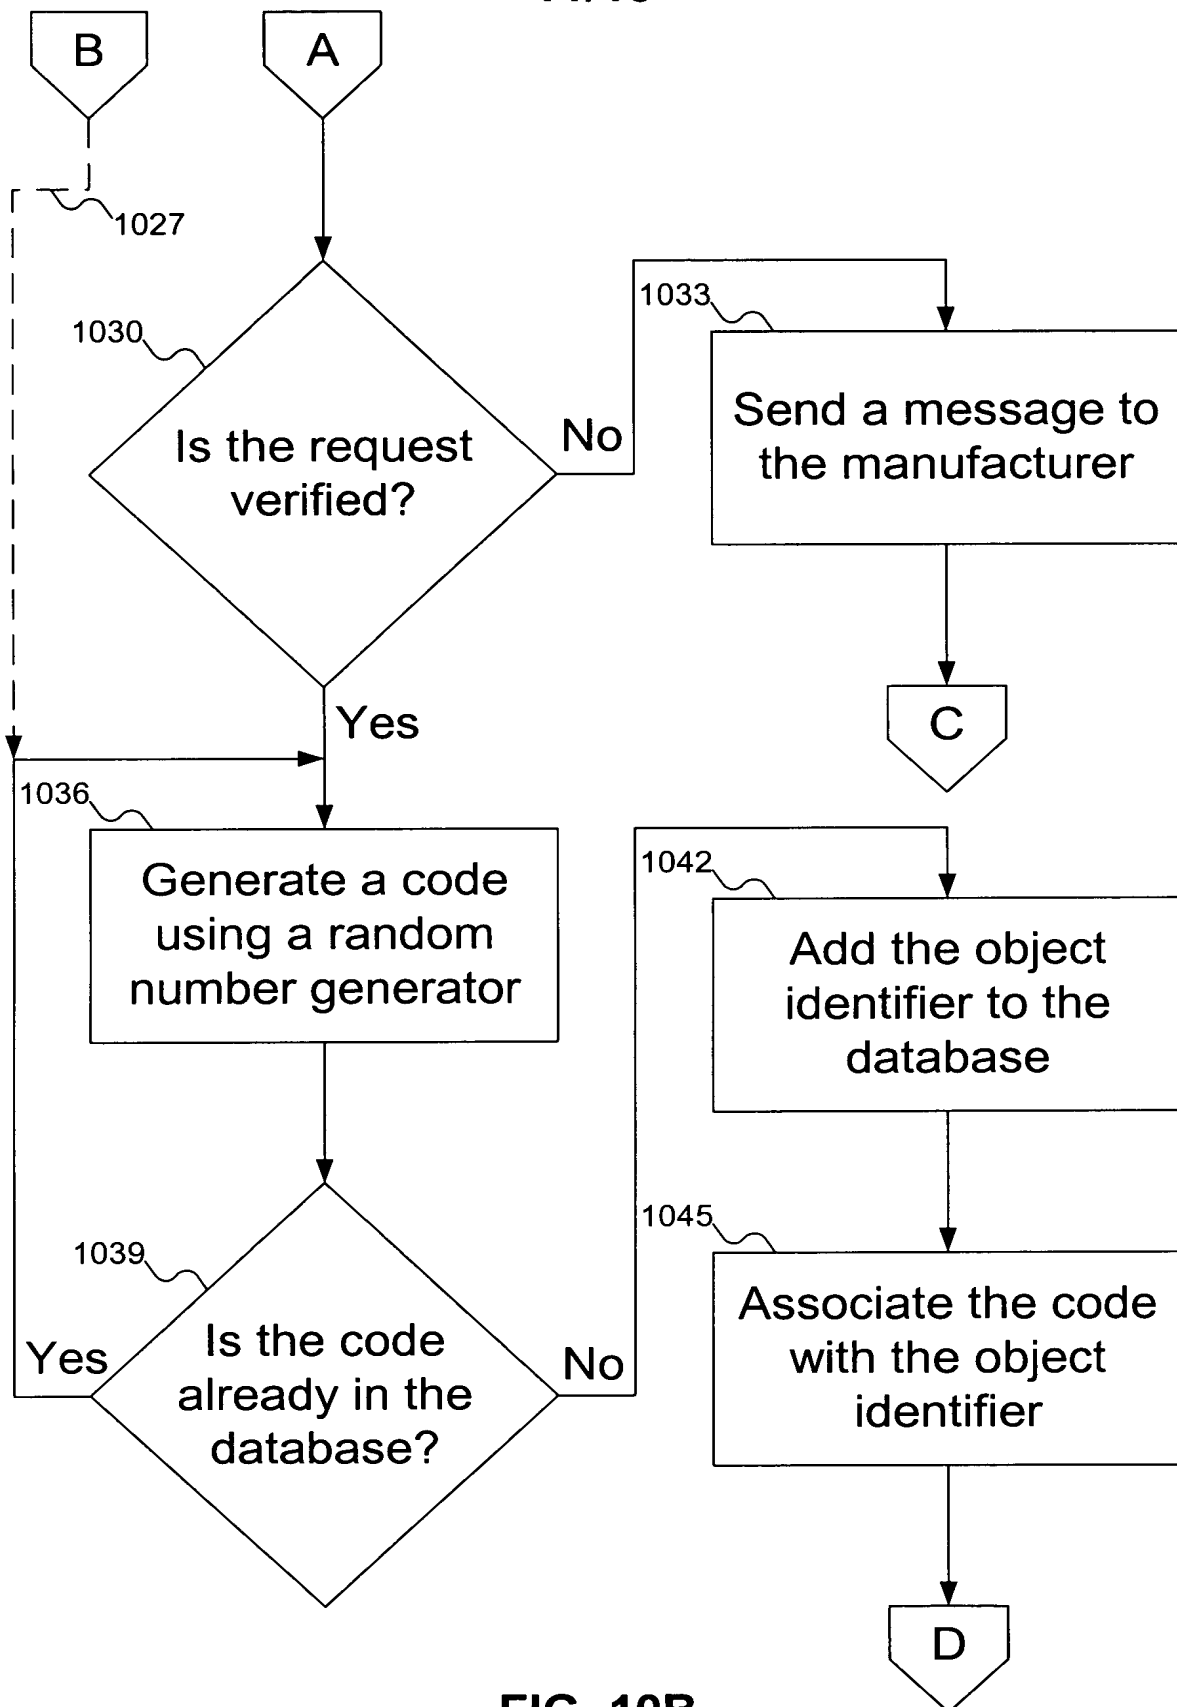 B
A
1027
1030
Is the request
verified?
No
1033
Send a message to
the manufacturer
C
Yes
1036
Generate a code
using a random
number generator
1039
Is the code
already in the
database?
Yes
No
1042
Add the object
identifier to the
database
1045
Associate the code
with the object
identifier
D
FIG. 10B